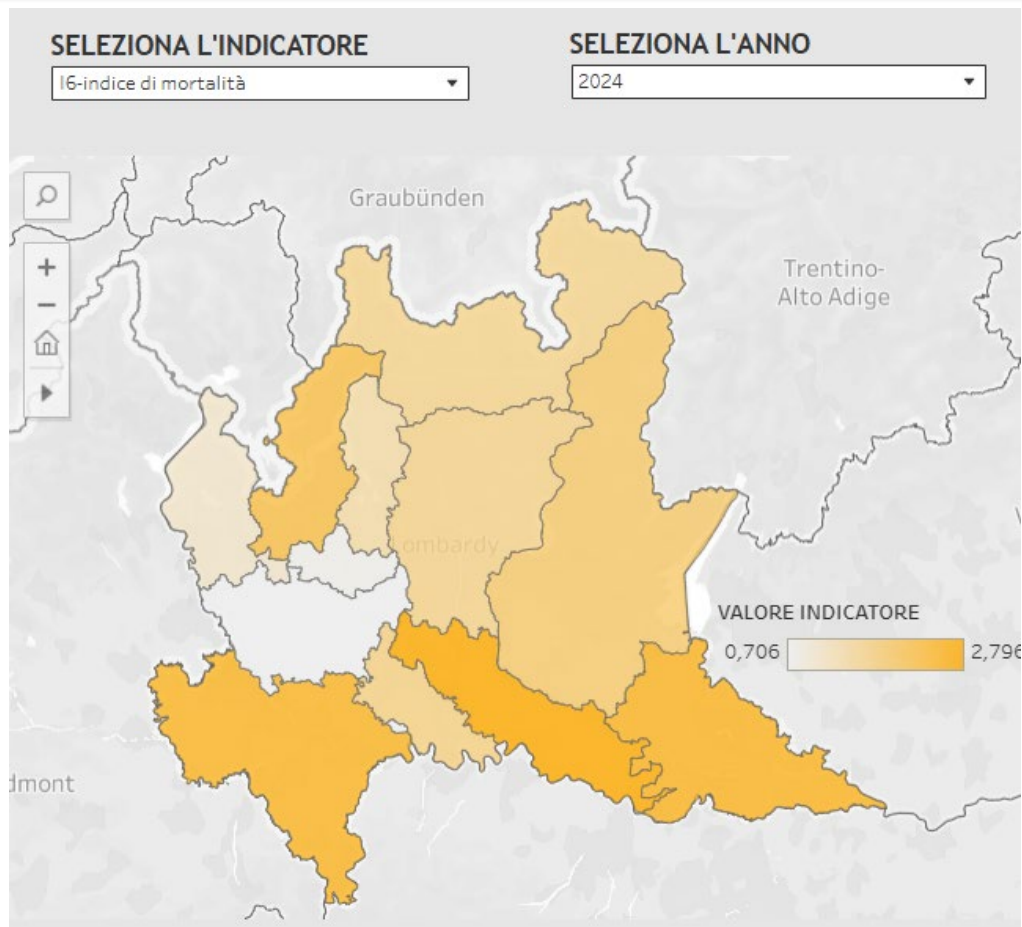 SELEZIONA L'INDICATORE
SELEZIONA L'ANNO
I6-indice di mortalità
2024
Graubünden
Trentino-
Alto Adige
Lombardy
VALORE INDICATORE
0,706
2,796
dmont